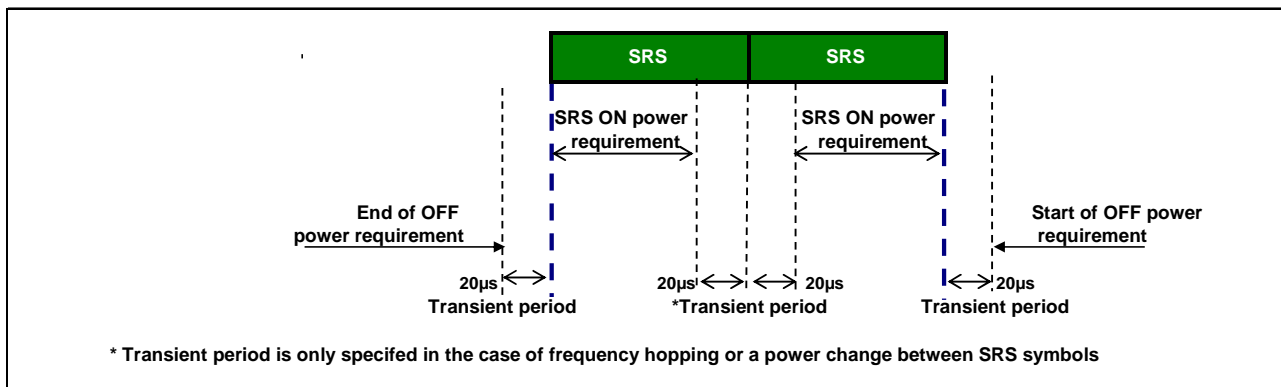 SRS SRS
SRS ON power
requirement
SRS ON power
requirement
End of OFF
power requirement
Start of OFF power
requirement
20µs
Transient period
20µs 20µs
*Transient period
20µs
Transient period
* Transient period is only specifed in the case of frequency hopping or a power change between SRS symbols